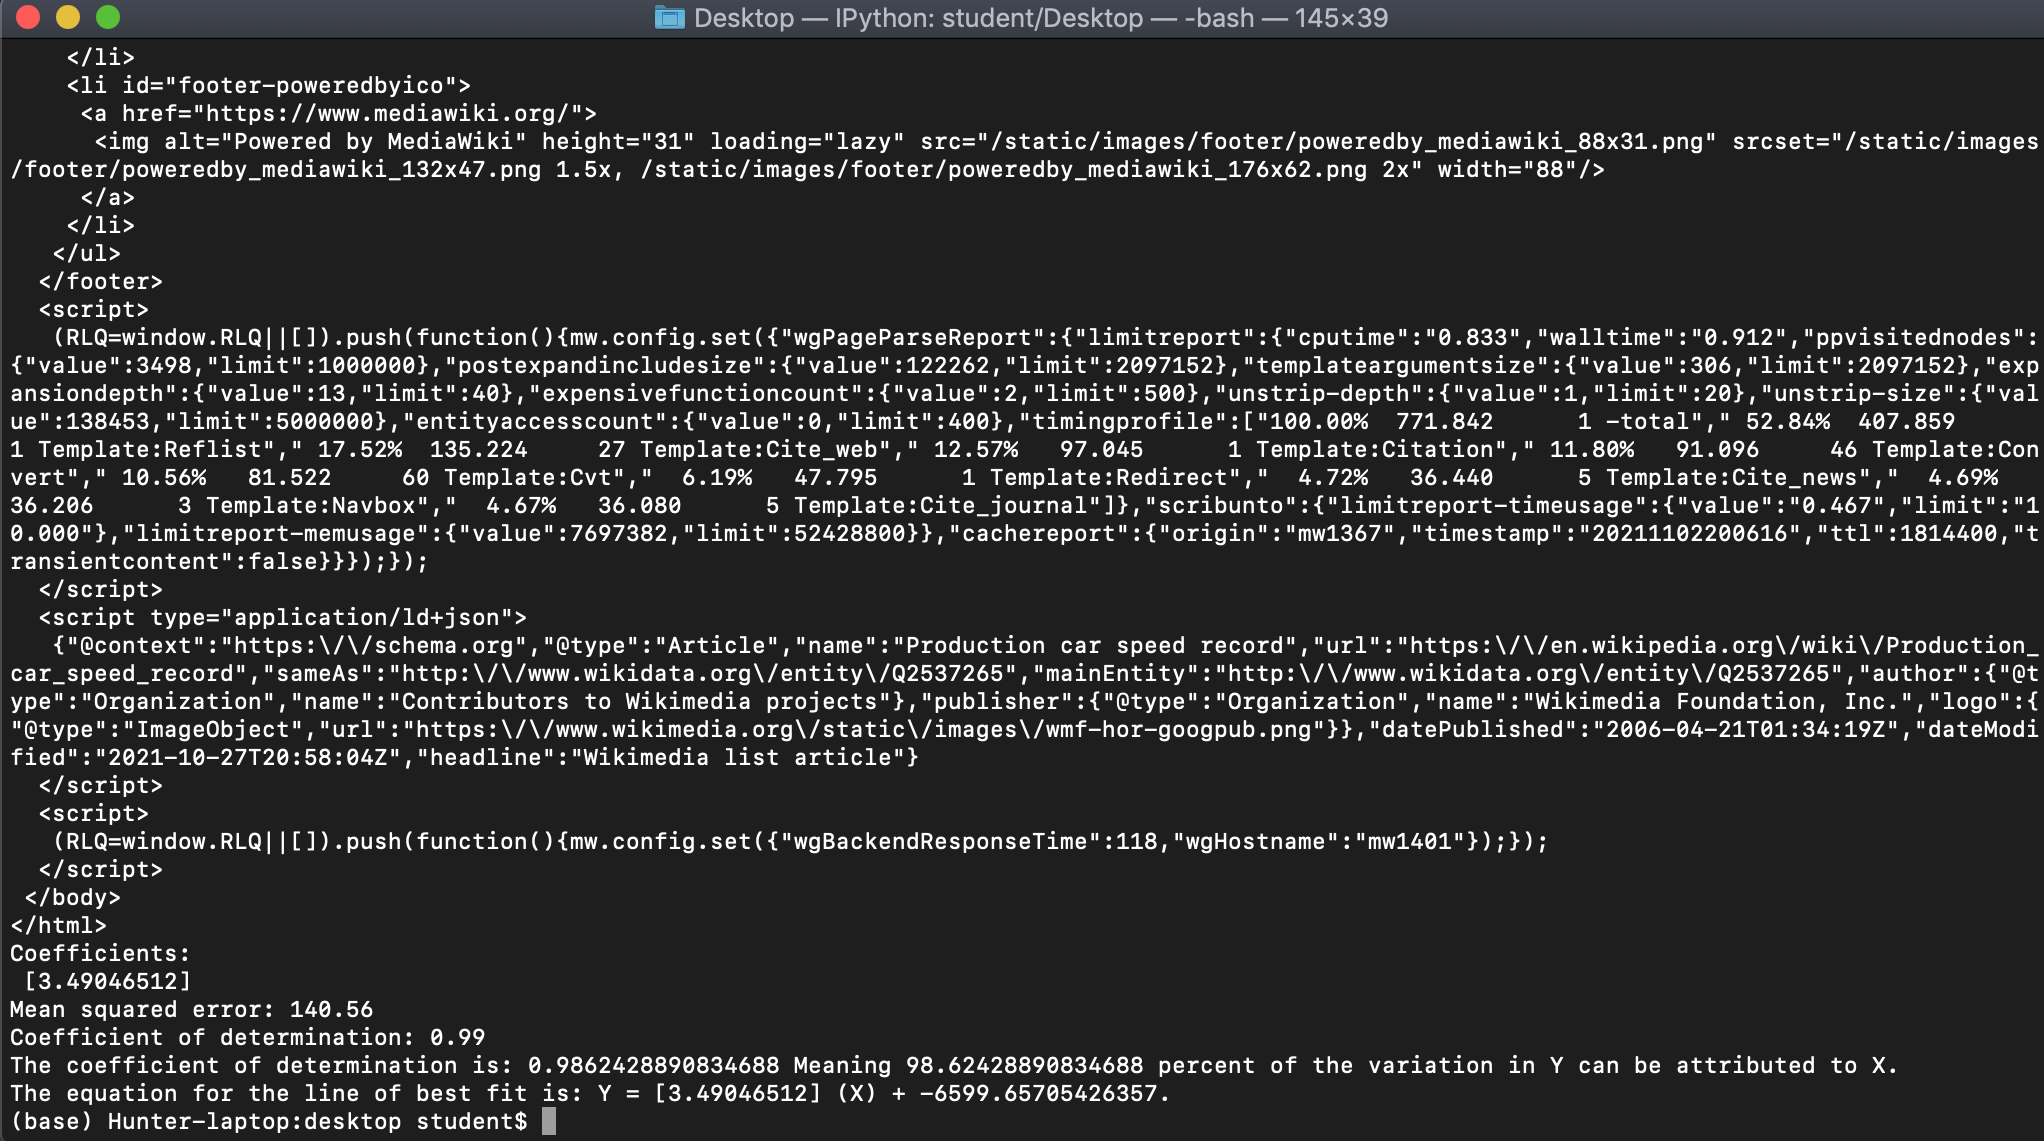 Desktop — IPython: student/Desktop — -bash — 145×39
</li>
<li id="footer-poweredbyico">
<a href="https://www.mediawiki.org/">
<img alt="Powered by MediaWiki" height="31" loading="lazy" src="/static/images/footer/poweredby_mediawiki_88x31.png" srcset="/static/images
/footer/poweredby_mediawiki_132x47.png 1.5x, /static/images/footer/poweredby_mediawiki_176x62.png 2x" width="88"/>
</a>
</li>
</ul>
</footer>
<script>
(RLQ=window.RLQ||[]).push(function(){mw.config.set({"wgPageParseReport":{"limitreport":{"cputime":"0.833","walltime":"0.912","ppvisitednodes":
{"value":3498,"limit":1000000},"postexpandincludesize":{"value":122262,"limit":2097152},"templateargumentsize":{"value":306,"limit":2097152},"exp
ansiondepth":{"value":13,"limit":40},"expensivefunctioncount":{"value":2,"limit":500},"unstrip-depth":{"value":1,"limit":20},"unstrip-size":{"val
ue":138453,"limit":5000000},"entityaccesscount":{"value":0,"limit":400},"timingprofile":["100.00%  771.842      1 -total"," 52.84%  407.859
1 Template:Reflist"," 17.52%  135.224     27 Template:Cite_web"," 12.57%   97.045      1 Template:Citation"," 11.80%   91.096     46 Template:Con
vert"," 10.56%   81.522     60 Template:Cvt","  6.19%   47.795      1 Template:Redirect","  4.72%   36.440      5 Template:Cite_news","  4.69%
36.206      3 Template:Navbox","  4.67%   36.080      5 Template:Cite_journal"]},"scribunto":{"limitreport-timeusage":{"value":"0.467","limit":"1
0.000"},"limitreport-memusage":{"value":7697382,"limit":52428800}},"cachereport":{"origin":"mw1367","timestamp":"20211102200616","ttl":1814400,"t
ransientcontent":false}}});});
</script>
<script type="application/ld+json">
{"@context":"https:\/\/schema.org","@type":"Article","name":"Production car speed record","url":"https:\/\/en.wikipedia.org\/wiki\/Production_
car_speed_record","sameAs":"http:\/\/www.wikidata.org\/entity\/Q2537265","mainEntity":"http:\/\/www.wikidata.org\/entity\/Q2537265","author":{"@t
ype":"Organization","name":"Contributors to Wikimedia projects"},"publisher":{"@type":"Organization","name":"Wikimedia Foundation, Inc.","logo":{
"@type":"ImageObject","url":"https:\/\/www.wikimedia.org\/static\/images\/wmf-hor-googpub.png"}},"datePublished":"2006-04-21T01:34:19Z","dateModi
fied":"2021-10-27T20:58:04Z","headline":"Wikimedia list article"}
</script>
<script>
(RLQ=window.RLQ||[]).push(function(){mw.config.set({"wgBackendResponseTime":118,"wgHostname":"mw1401"});});
</script>
</body>
</html>
Coefficients:
[3.49046512]
Mean squared error: 140.56
Coefficient of determination: 0.99
The coefficient of determination is: 0.9862428890834688 Meaning 98.62428890834688 percent of the variation in Y can be attributed to X.
The equation for the line of best fit is: Y = [3.49046512] (X) + -6599.65705426357.
(base) Hunter-laptop:desktop student$